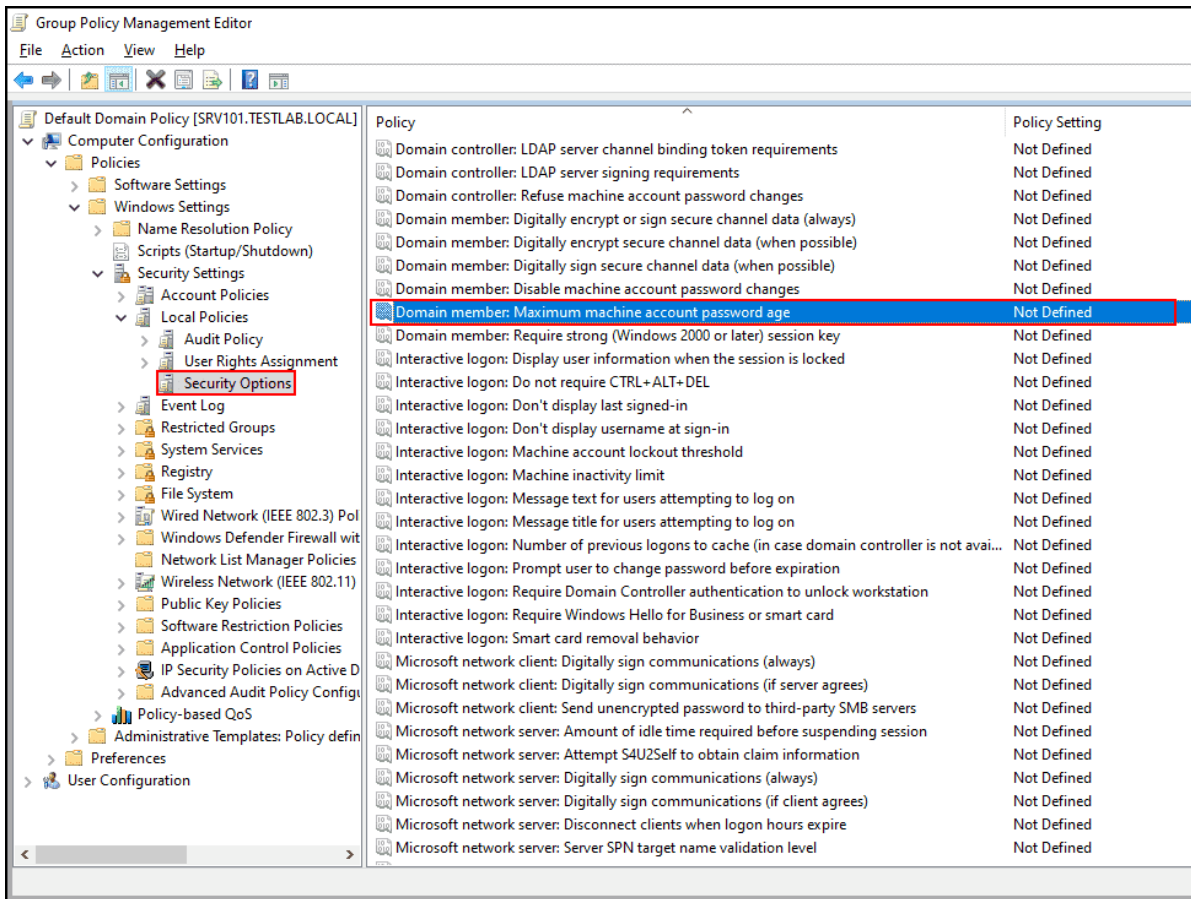 Group Policy Management Editor
File Action View Help
Default Domain Policy [SRV101.TESTLAB.LOCAL]
Computer Configuration
Policies
Software Settings
Windows Settings
Name Resolution Policy
Scripts (Startup/Shutdown)
Security Settings
Account Policies
Local Policies
Audit Policy
User Rights Assignment
Security Options
Event Log
Restricted Groups
System Services
Registry
File System
Wired Network (IEEE 802.3) Pol
Windows Defender Firewall wit
Network List Manager Policies
Wireless Network (IEEE 802.11)
Public Key Policies
Software Restriction Policies
Application Control Policies
IP Security Policies on Active D
Advanced Audit Policy Configu
Policy-based QoS
Administrative Templates: Policy defin
Preferences
User Configuration
Policy Policy Setting
Domain controller: LDAP server channel binding token requirements Not Defined
Domain controller: LDAP server signing requirements Not Defined
Domain controller: Refuse machine account password changes Not Defined
Domain member: Digitally encrypt or sign secure channel data (always) Not Defined
Domain member: Digitally encrypt secure channel data (when possible) Not Defined
Domain member: Digitally sign secure channel data (when possible) Not Defined
Domain member: Disable machine account password changes Not Defined
Domain member: Maximum machine account password age Not Defined
Domain member: Require strong (Windows 2000 or later) session key Not Defined
Interactive logon: Display user information when the session is locked Not Defined
Interactive logon: Do not require CTRL+ALT+DEL Not Defined
Interactive logon: Don't display last signed-in Not Defined
Interactive logon: Don't display username at sign-in Not Defined
Interactive logon: Machine account lockout threshold Not Defined
Interactive logon: Machine inactivity limit Not Defined
Interactive logon: Message text for users attempting to log on Not Defined
Interactive logon: Message title for users attempting to log on Not Defined
Interactive logon: Number of previous logons to cache (in case domain controller is not avai... Not Defined
Interactive logon: Prompt user to change password before expiration Not Defined
Interactive logon: Require Domain Controller authentication to unlock workstation Not Defined
Interactive logon: Require Windows Hello for Business or smart card Not Defined
Interactive logon: Smart card removal behavior Not Defined
Microsoft network client: Digitally sign communications (always) Not Defined
Microsoft network client: Digitally sign communications (if server agrees) Not Defined
Microsoft network client: Send unencrypted password to third-party SMB servers Not Defined
Microsoft network server: Amount of idle time required before suspending session Not Defined
Microsoft network server: Attempt S4U2Self to obtain claim information Not Defined
Microsoft network server: Digitally sign communications (always) Not Defined
Microsoft network server: Digitally sign communications (if client agrees) Not Defined
Microsoft network server: Disconnect clients when logon hours expire Not Defined
Microsoft network server: Server SPN target name validation level Not Defined